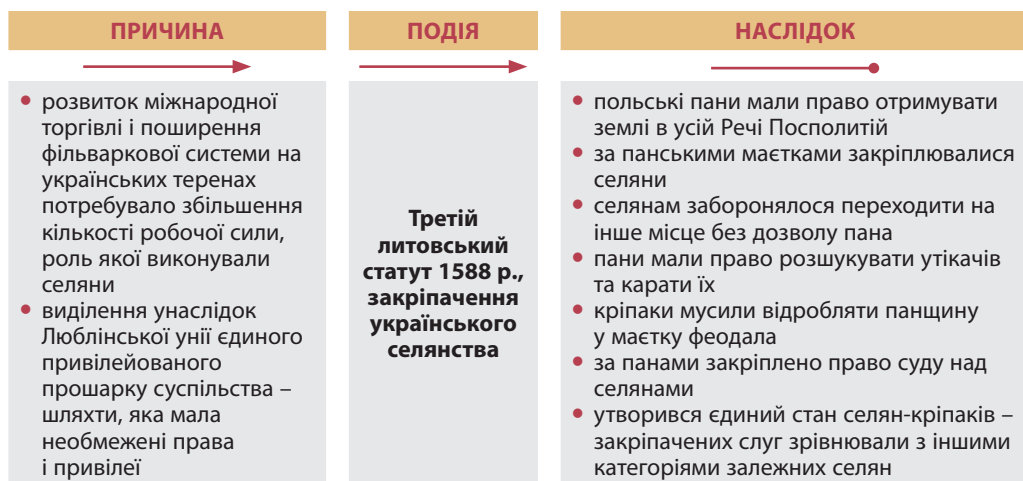 ПРИЧИНА
розвиток міжнародної
торгівлі і поширення
фільваркової системи на
українських теренах
потребувало збільшення
кількості робочої сили,
роль якої виконували
селяни
виділення унаслідок
Люблінської унії єдиного
привілейованого
прошарку суспільства –
шляхти, яка мала
необмежені права
і привілеї
ПОДІЯ
Третій
литовський
статут 1588 р.,
закріпачення
українського
селянства
НАСЛІДОК
польські пани мали право отримувати
землі в усій Речі Посполитій
за панськими маєтками закріплювалися
селяни
селянам заборонялося переходити на
інше місце без дозволу пана
пани мали право розшукувати утікачів
та карати їх
кріпаки мусили відробляти панщину
у маєтку феодала
за панами закріплено право суду над
селянами
утворився єдиний стан селян-кріпаків –
закріпачених слуг зрівнювали з іншими
категоріями залежних селян